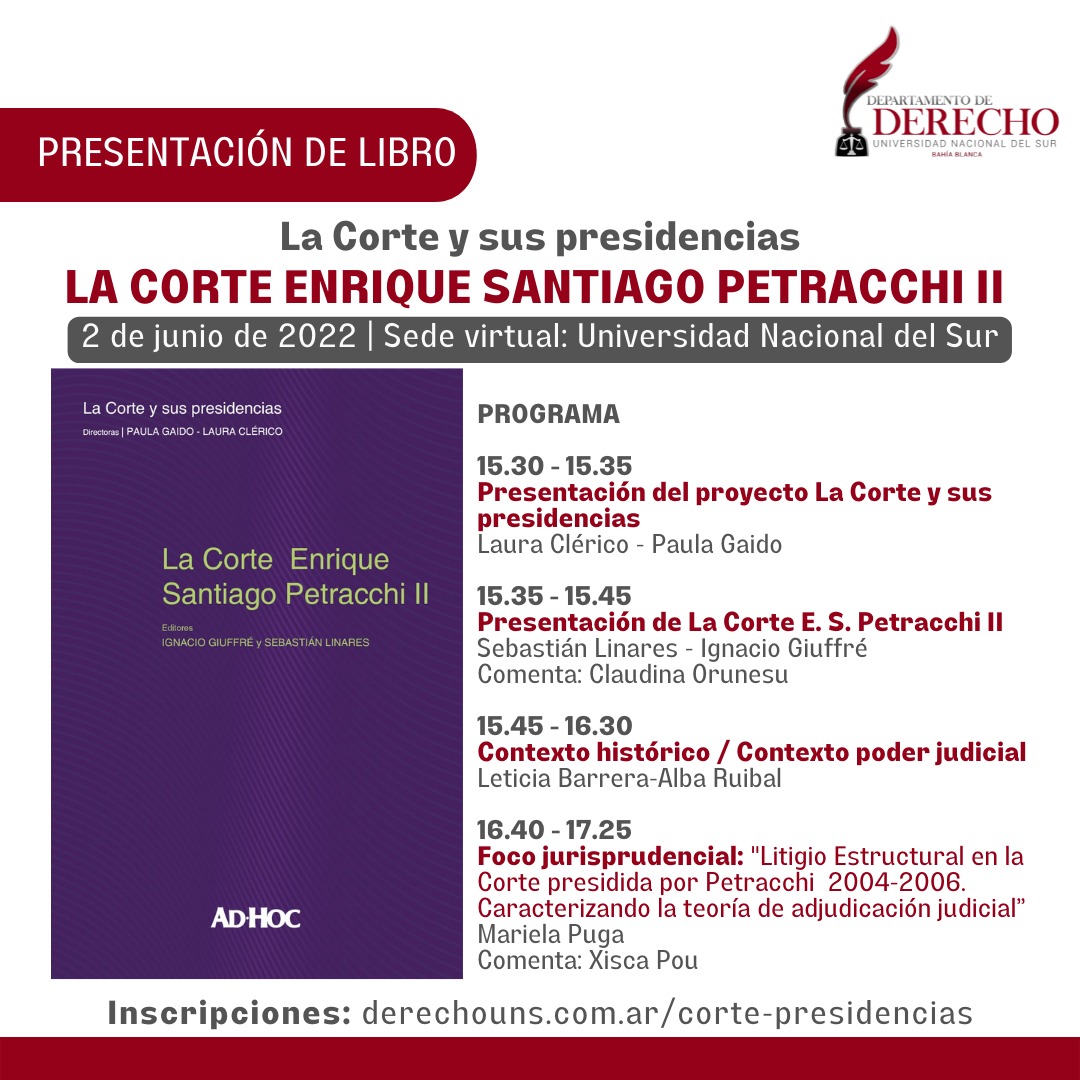 DEPARTAMENTO DE
DERECHO
UNIVERSIDAD NACIONAL DEL SUR
BAHÍA BLANCA
PRESENTACIÓN DE LIBRO
La Corte y sus presidencias
LA CORTE ENRIQUE SANTIAGO PETRACCHI II
2 de junio de 2022 | Sede virtual: Universidad Nacional del Sur
La Corte y sus presidencias
Directoras | PAULA GAIDO - LAURA CLÉRICO
La Corte Enrique
Santiago Petracchi II
Editores
IGNACIO GIUFFRÉ y SEBASTIÁN LINARES
AD-HOC
PROGRAMA
15.30 - 15.35
Presentación del proyecto La Corte y sus
presidencias
Laura Clérico - Paula Gaido
15.35 - 15.45
Presentación de La Corte E. S. Petracchi II
Sebastián Linares - Ignacio Giuffré
Comenta: Claudina Orunesu
15.45 - 16.30
Contexto histórico / Contexto poder judicial
Leticia Barrera-Alba Ruibal
16.40 - 17.25
Foco jurisprudencial: "Litigio Estructural en la
Corte presidida por Petracchi 2004-2006.
Caracterizando la teoría de adjudicación judicial”
Mariela Puga
Comenta: Xisca Pou
Inscripciones: derechouns.com.ar/corte-presidencias